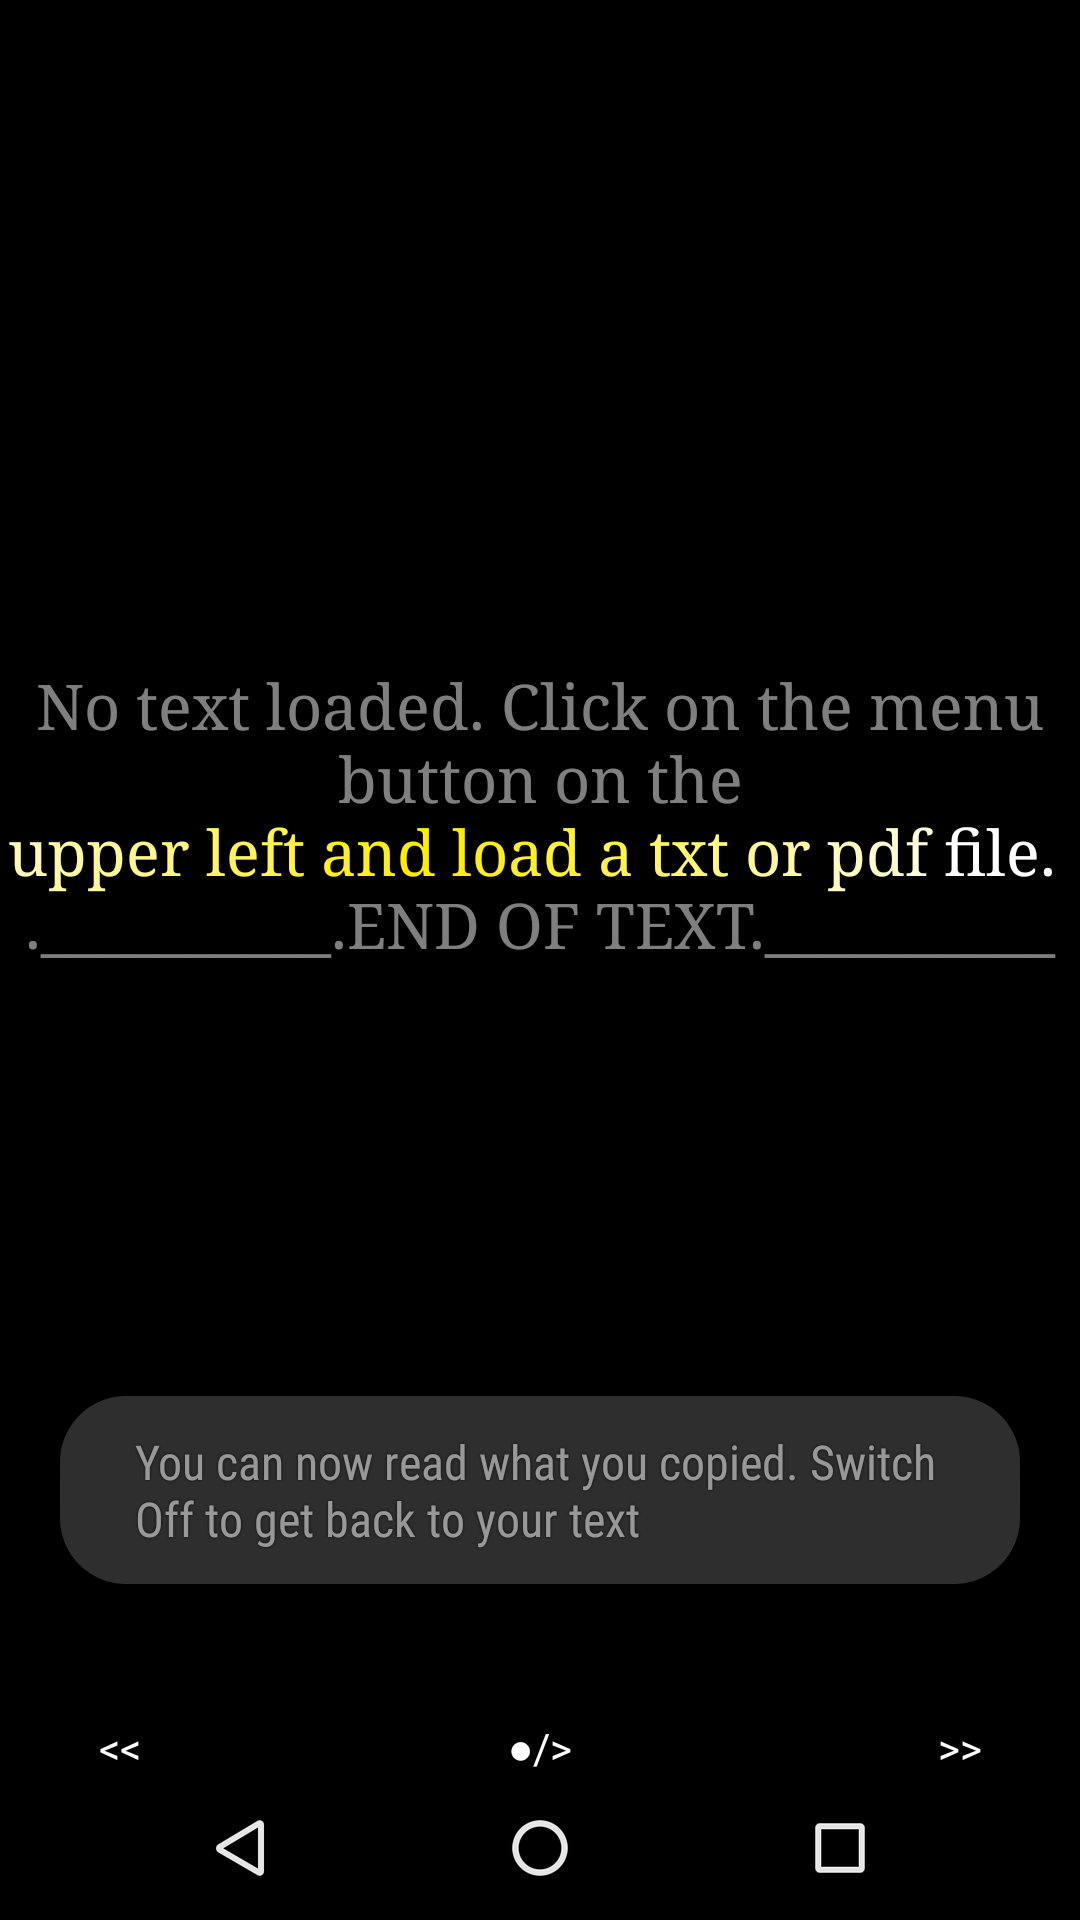 No text loaded. Click on the menu
button on the
upper left and load a txt or pdf file.
.__________.END OF TEXT.__________
You can now read what you copied. Switch
Off to get back to your text
<< ●/> >>